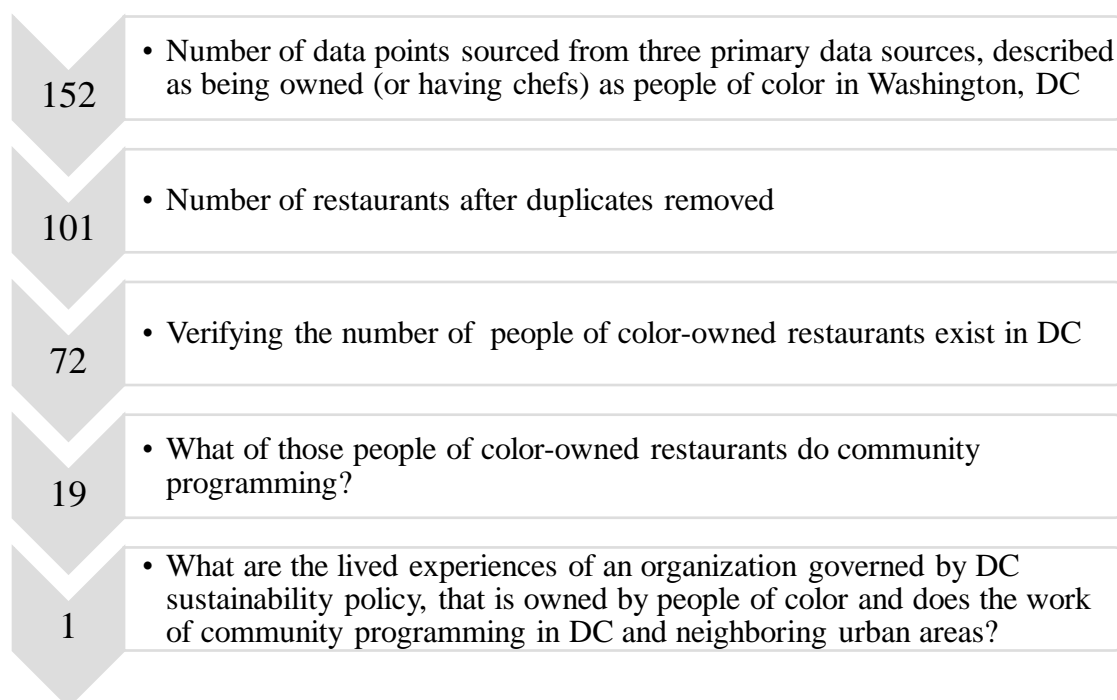 152
• Number of data points sourced from three primary data sources, described
as being owned (or having chefs) as people of color in Washington, DC
101
• Number of restaurants after duplicates removed
72
• Verifying the number of people of color-owned restaurants exist in DC
19
• What of those people of color-owned restaurants do community
programming?
1
• What are the lived experiences of an organization governed by DC
sustainability policy, that is owned by people of color and does the work
of community programming in DC and neighboring urban areas?